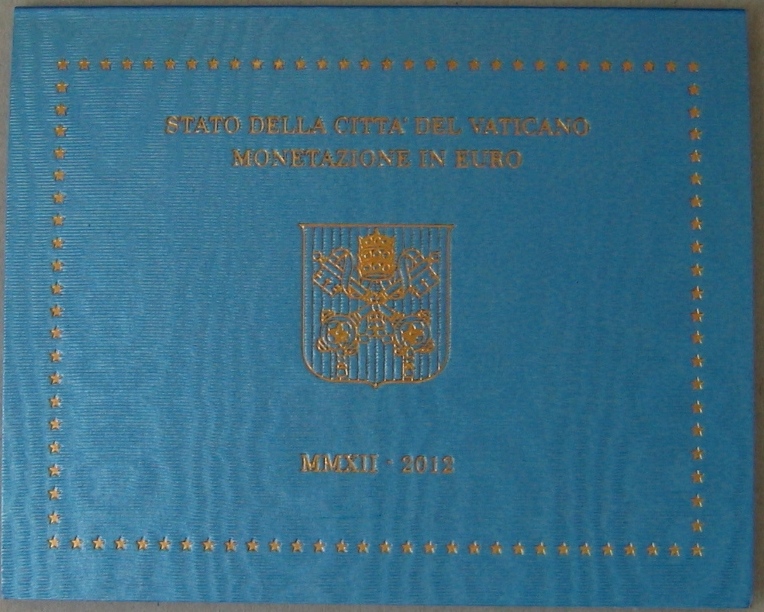 STATO DELLA CITTA' DEL VATICANO
MONETAZIONE IN EURO
MMXII - 2012